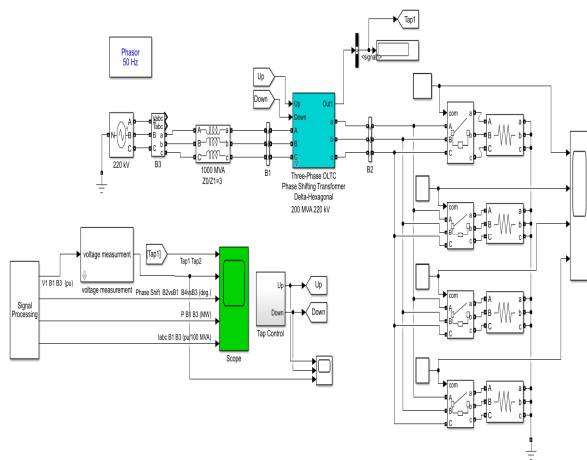 Phasor
50 Hz
Tap1
<signal>
Up
Down
Up
Down
Out1
A
B
C
a
b
c
N
A
B
C
220 kV
Iabc
A
B
C
a
b
c
B3
A
B
C
a
b
c
1000 MVA
Z0/Z1=3
B1
Three-Phase OLTC
Phase Shifting Transformer
Delta-Hexagonal
200 MVA 220 kV
B2
com
A
B
C
a
b
c
A
B
C
a
b
c
com
A
B
C
a
b
c
A
B
C
a
b
c
com
A
B
C
a
b
c
A
B
C
a
b
c
com
A
B
C
a
b
c
A
B
C
a
b
c
voltage measurment
voltage measurement
[Tap1]
Tap1 Tap2
V1 B1 B3 (pu)
Signal
Processing
Phase Shift B2vsB1 B4vsB3 (deg.)
P B1 B3 (MW)
Iabc B1 B3 (pu/100 MVA)
Scope
Up
Down
Tap Control
Up
Down